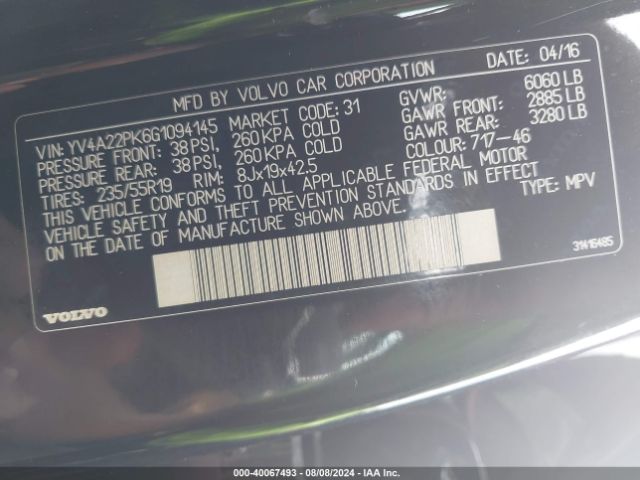 MFD BY VOLVO CAR CORPORATION DATE: 04/16
VIN: YV4A22PK6G1094145 MARKET CODE: 31 GVWR: 6060 LB
PRESSURE FRONT: 38 PSI, 260 KPA COLD GAWR FRONT: 2885 LB
PRESSURE REAR: 38 PSI, 260 KPA COLD GAWR REAR: 3280 LB
TIRES: 235/55R19 RIM: 8Jx19x42.5 COLOUR: 717-46
THIS VEHICLE CONFORMS TO ALL APPLICABLE FEDERAL MOTOR
VEHICLE SAFETY AND THEFT PREVENTION STANDARDS IN EFFECT
ON THE DATE OF MANUFACTURE SHOWN ABOVE. TYPE: MPV
31416485
VOLVO
000-40067493 - 08/08/2024 - IAAI.COM